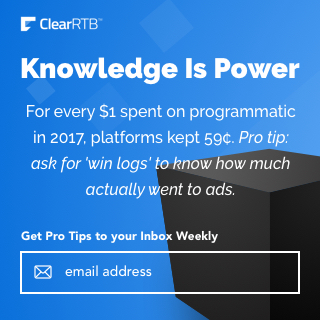 ClearRTB™
Knowledge Is Power
For every $1 spent on programmatic
in 2017, platforms kept 59¢. Pro tip:
ask for 'win logs' to know how much
actually went to ads.
Get Pro Tips to your Inbox Weekly
email address